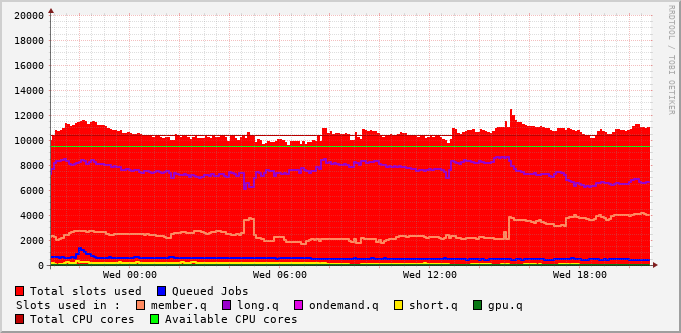 20000
18000
16000
14000
12000
10000
8000
6000
4000
2000
0
Wed 00:00 Wed 06:00 Wed 12:00 Wed 18:00
RRDTOOL / TOBI OETIKER
Total slots used Queued Jobs
Slots used in : member.q long.q ondemand.q short.q gpu.q
Total CPU cores Available CPU cores